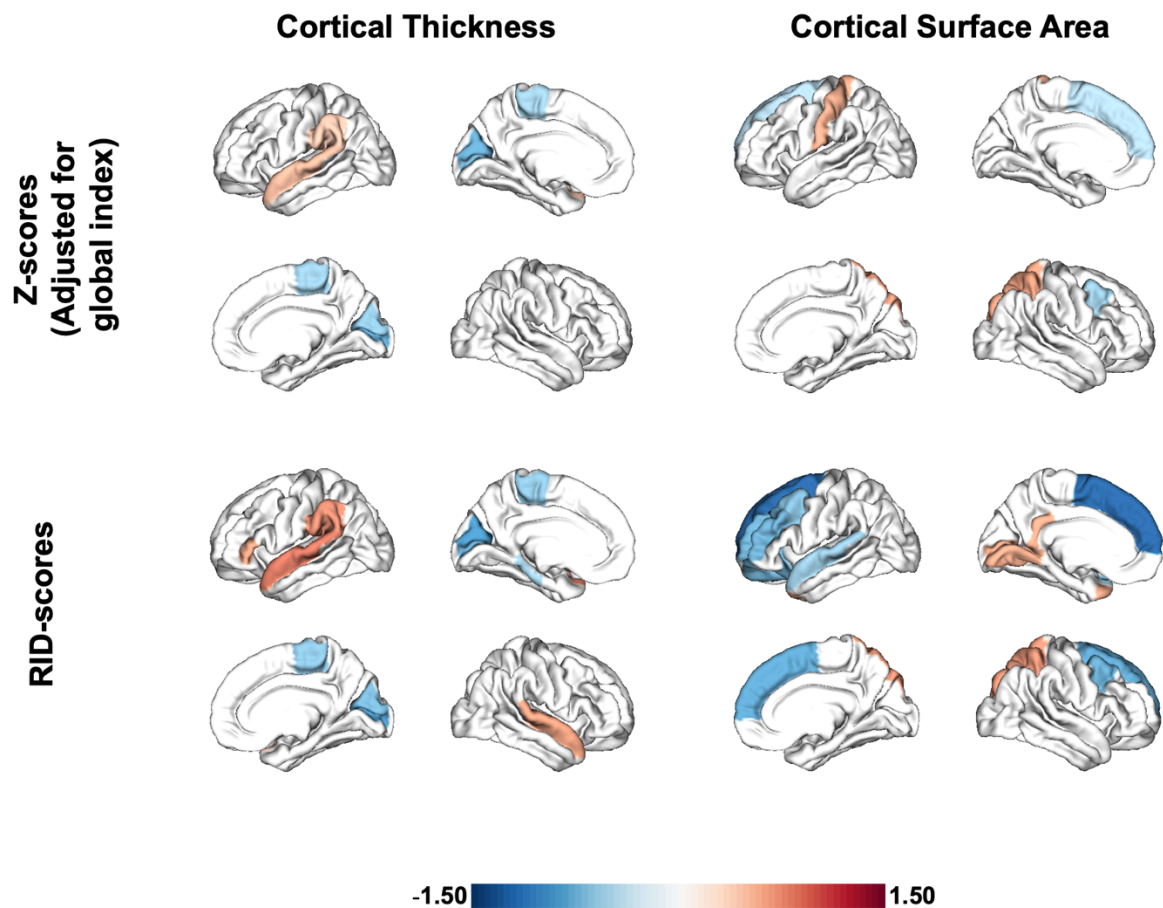 Cortical Thickness
Cortical Surface Area
Z-scores
(Adjusted for
global index)
RID-scores
-1.50
1.50